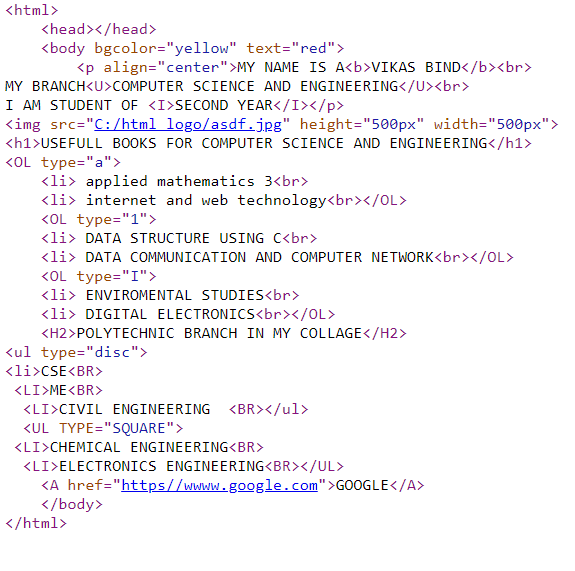 <html>
<head></head>
<body bgcolor="yellow" text="red">
<p align="center">MY NAME IS A<b>VIKAS BIND</b><br>
MY BRANCH<U>COMPUTER SCIENCE AND ENGINEERING</U><br>
I AM STUDENT OF <I>SECOND YEAR</I></p>
<img src="C:/html logo/asdf.jpg" height="500px" width="500px">
<h1>USEFULL BOOKS FOR COMPUTER SCIENCE AND ENGINEERING</h1>
<OL type="a">
<li> applied mathematics 3<br>
<li> internet and web technology<br></OL>
<OL type="1">
<li> DATA STRUCTURE USING C<br>
<li> DATA COMMUNICATION AND COMPUTER NETWORK<br></OL>
<OL type="I">
<li> ENVIROMENTAL STUDIES<br>
<li> DIGITAL ELECTRONICS<br></OL>
<H2>POLYTECHNIC BRANCH IN MY COLLAGE</H2>
<ul type="disc">
<li>CSE<BR>
<LI>ME<BR>
<LI>CIVIL ENGINEERING  <BR></ul>
<UL TYPE="SQUARE">
<LI>CHEMICAL ENGINEERING<BR>
<LI>ELECTRONICS ENGINEERING<BR></UL>
<A href="https//wwww.google.com">GOOGLE</A>
</body>
</html>